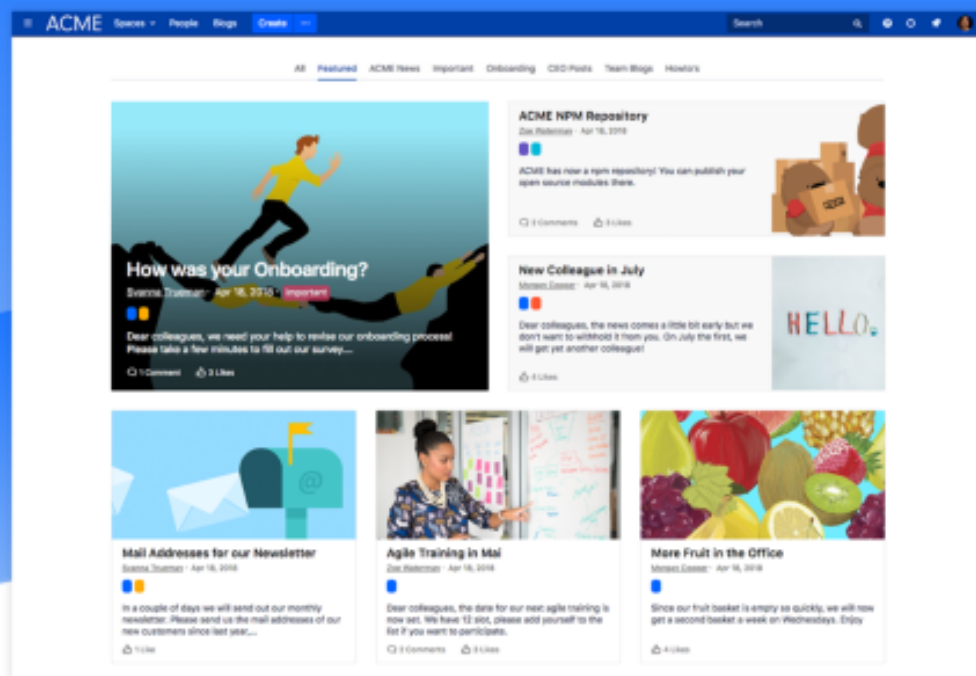 ACME Spaces People Blogs Create Search
All Featured ACME News Important Onboarding CEO Posts Team Blogs Howto's
How was your Onboarding?
Svanna Trueman · Apr 18, 2018 · Important
Dear colleagues, we need your help to revise our onboarding process!
Please take a few minutes to fill out our survey....
1 Comment 3 Likes
ACME NPM Repository
Zoe Waterman · Apr 18, 2018
ACME has now a npm repository! You can publish your
open source modules there.
2 Comments 3 Likes
New Colleague in July
Morgan Cooper · Apr 18, 2018
Dear colleagues, the news comes a little bit early but we
don't want to withhold it from you. On July the first, we
will get yet another colleague!
4 Likes
HELLO.
Mail Addresses for our Newsletter
Svanna Trueman · Apr 18, 2018
In a couple of days we will send out our monthly
newsletter. Please send us the mail addresses of our
new customers since last year,...
1 Like
@
Agile Training in Mai
Zoe Waterman · Apr 18, 2018
Dear colleagues, the date for our next agile training is
now set. We have 12 slot, please add yourself to the
list if you want to participate.
2 Comments 3 Likes
More Fruit in the Office
Morgan Cooper · Apr 18, 2018
Since our fruit basket is empty so quickly, we will now
get a second basket a week on Wednesdays. Enjoy
4 Likes